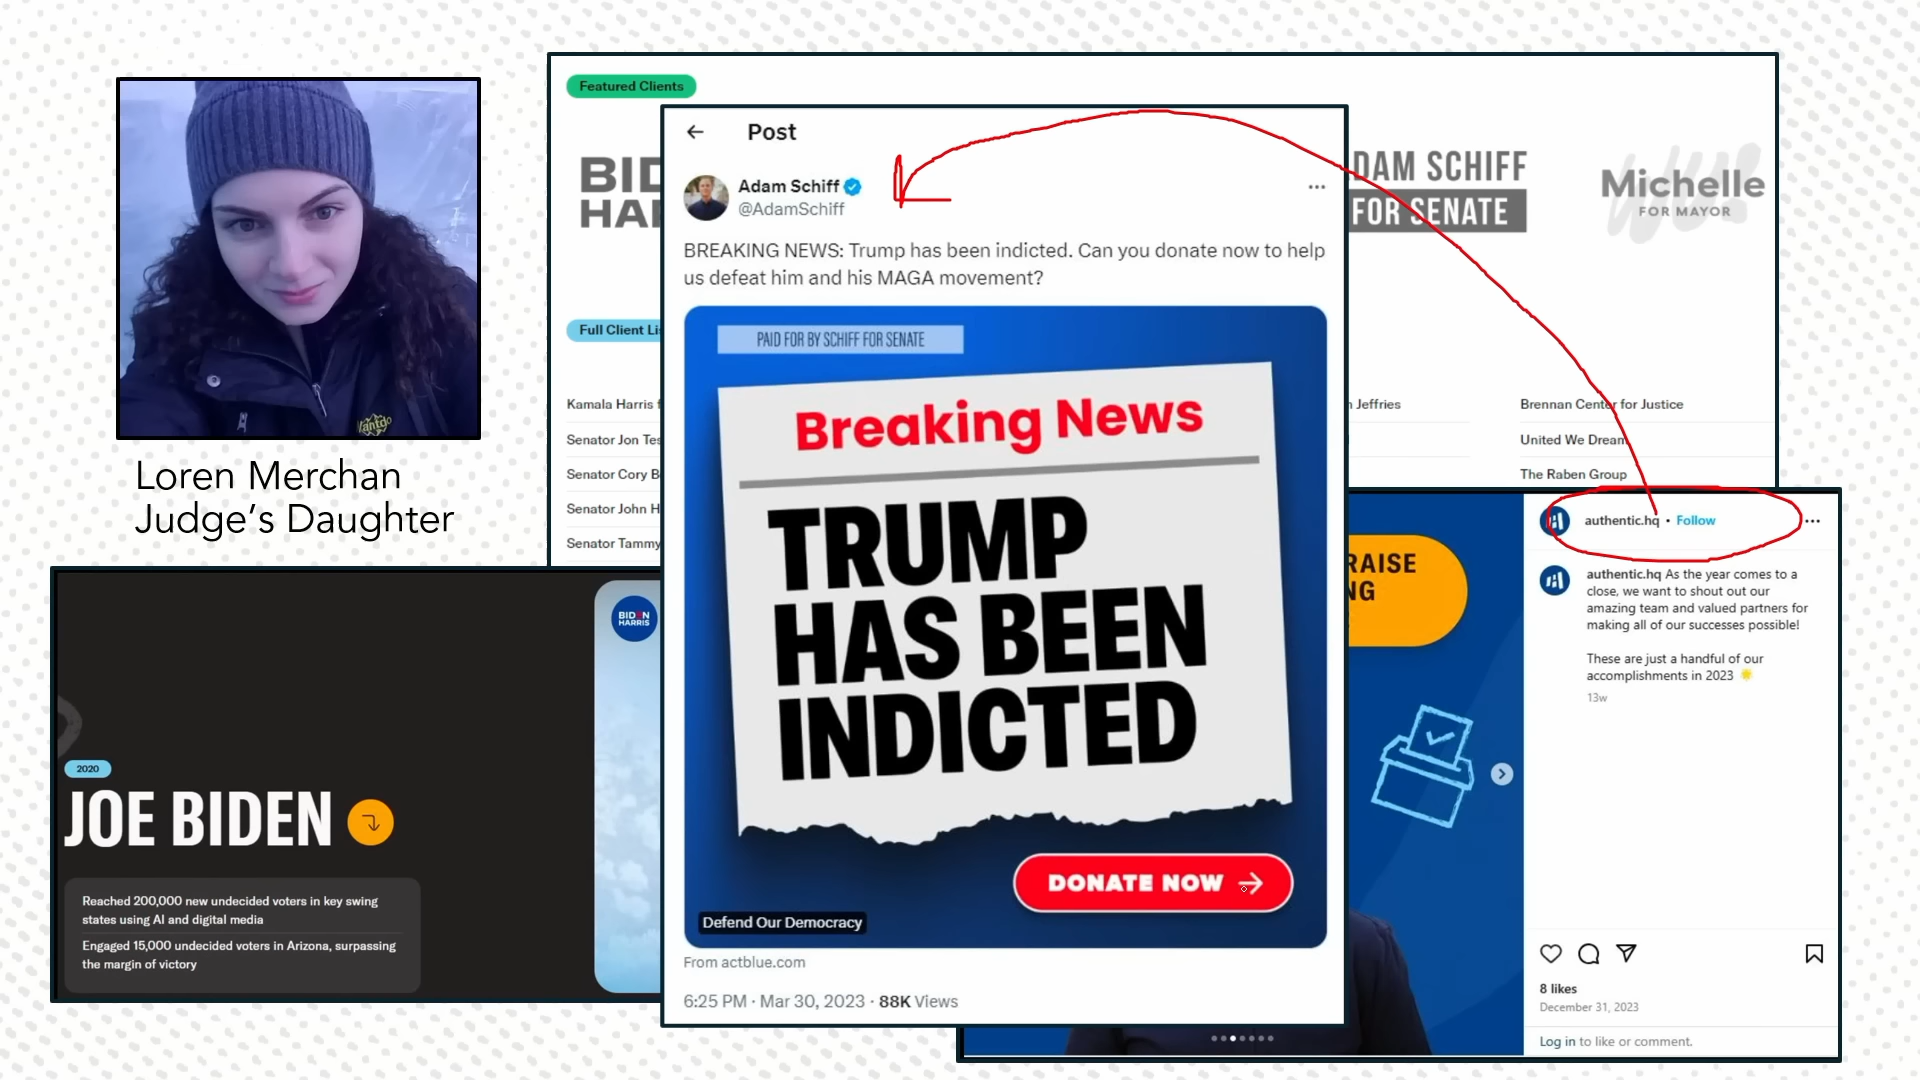 Loren Merchan
Judge's Daughter
Featured Clients
DAM SCHIFF
FOR SENATE
Michelle
FOR MAYOR
Full Client
Kamala Harris
Senator Jon
Senator Cory
Senator John
Senator Tammy
Jeffries
Brennan Center for Justice
United We Dream
The Raben Group
Post
Adam Schiff
@AdamSchiff
BREAKING NEWS: Trump has been indicted. Can you donate now to help
us defeat him and his MAGA movement?
PAID FOR BY SCHIFF FOR SENATE
Breaking News
TRUMP
HAS BEEN
INDICTED
DONATE NOW
Defend Our Democracy
From actblue.com
6:25 PM · Mar 30, 2023 · 88K Views
BIDEN
HARRIS
2020
JOE BIDEN
Reached 200,000 new undecided voters in key swing
states using AI and digital media
Engaged 15,000 undecided voters in Arizona, surpassing
the margin of victory
RAISE
authentic.hq • Follow
authentic.hq As the year comes to a
close, we want to shout out our
amazing team and valued partners for
making all of our successes possible!
These are just a handful of our
accomplishments in 2023
13w
8 likes
December 31, 2023
Log in to like or comment.